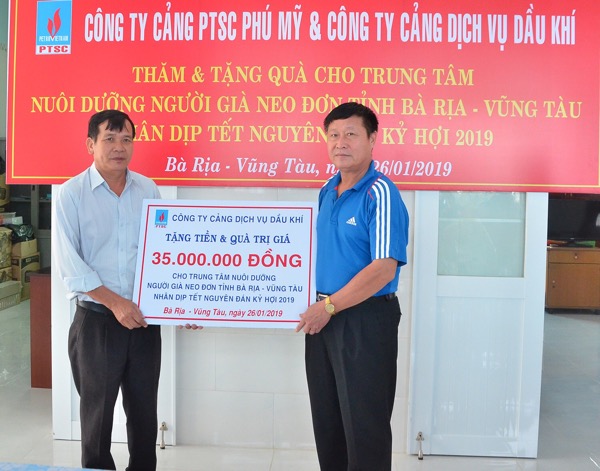 PETROVIETNAM
PTSC
CÔNG TY CẢNG PTSC PHÚ MỸ & CÔNG TY CẢNG DỊCH VỤ DẦU KHÍ
THĂM & TẶNG QUÀ CHO TRUNG TÂM
NUÔI DƯỠNG NGƯỜI GIÀ NEO ĐƠN TỈNH BÀ RỊA - VŨNG TÀU
NHÂN DỊP TẾT NGUYÊN KỶ HỢI 2019
Bà Rịa - Vũng Tàu, 26/01/2019
PTSC
CÔNG TY CẢNG DỊCH VỤ DẦU KHÍ
TẶNG TIỀN & QUÀ TRỊ GIÁ
35.000.000 ĐỒNG
CHO TRUNG TÂM NUÔI DƯỠNG
NGƯỜI GIÀ NEO ĐƠN TỈNH BÀ RỊA - VŨNG TÀU
NHÂN DỊP TẾT NGUYÊN ĐÁN KỶ HỢI 2019
Bà Rịa - Vũng Tàu, ngày 26/01/2019
adidas